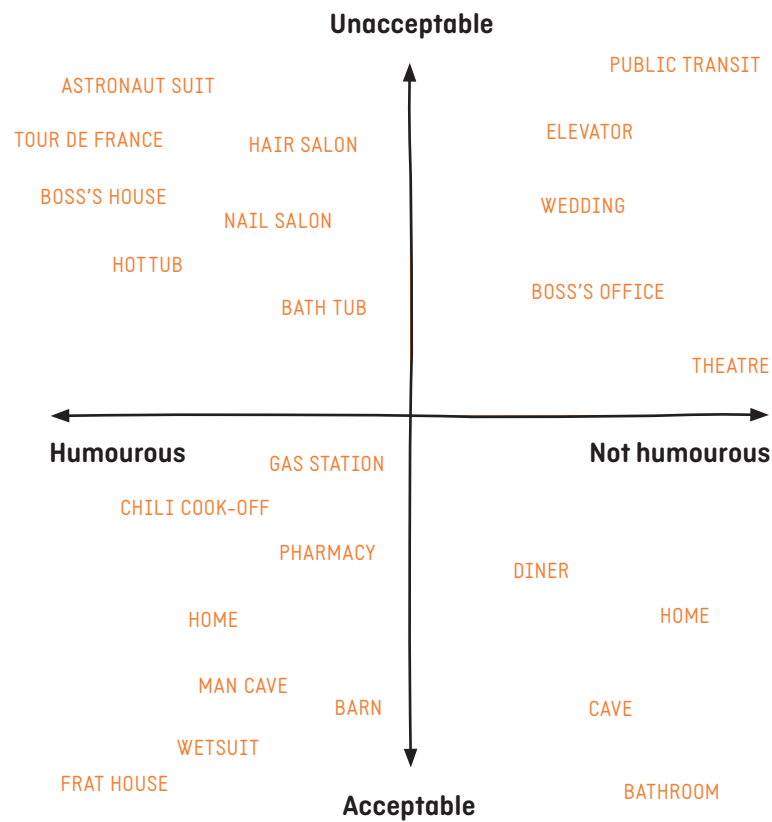 Unacceptable
PUBLIC TRANSIT
ASTRONAUT SUIT
ELEVATOR
TOUR DE FRANCE
HAIR SALON
BOSS'S HOUSE
WEDDING
NAIL SALON
HOT TUB
BOSS'S OFFICE
BATH TUB
THEATRE
Humourous
Not humourous
GAS STATION
CHILI COOK-OFF
PHARMACY
DINER
HOME
HOME
MAN CAVE
BARN
CAVE
WETSUIT
FRAT HOUSE
BATHROOM
Acceptable